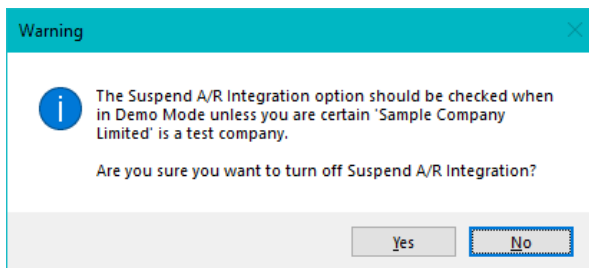 Warning
The Suspend A/R Integration option should be checked when
in Demo Mode unless you are certain 'Sample Company
Limited' is a test company.
Are you sure you want to turn off Suspend A/R Integration?
Yes
No